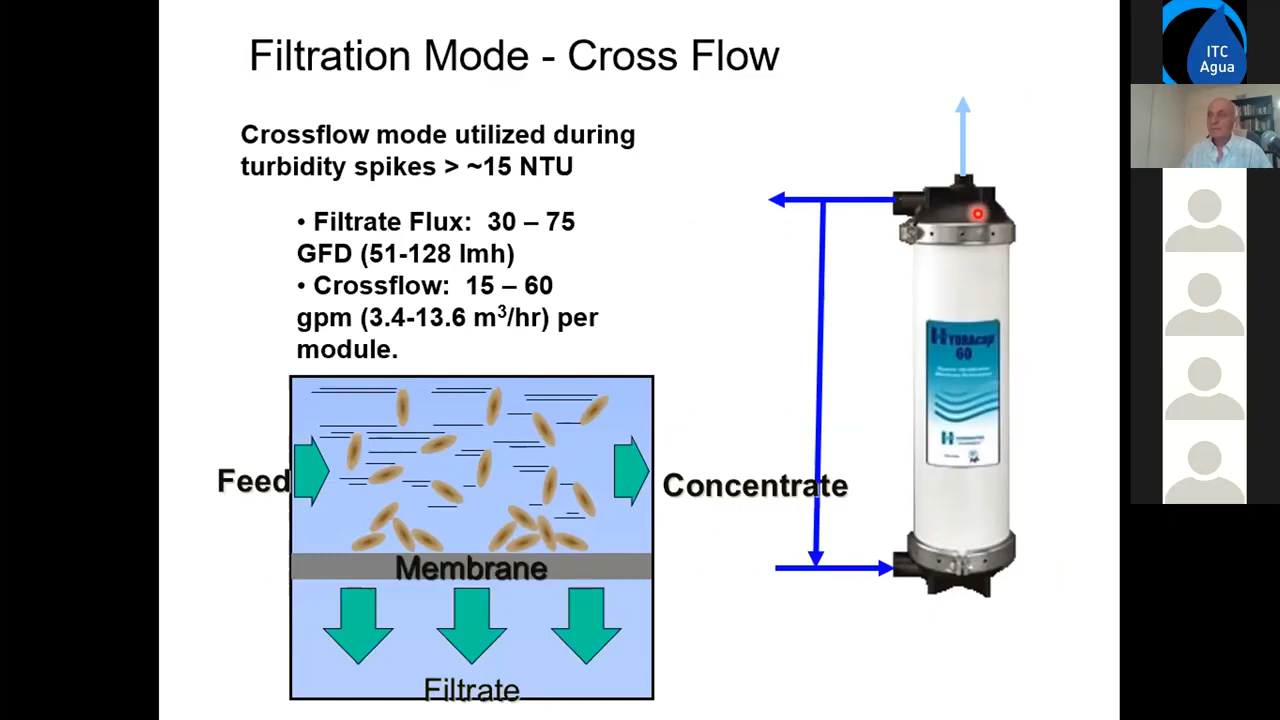 Filtration Mode - Cross Flow
Crossflow mode utilized during
turbidity spikes > ~15 NTU
• Filtrate Flux: 30 – 75
GFD (51-128 lmh)
• Crossflow: 15 – 60
gpm (3.4-13.6 m³/hr) per
module.
Feed
Concentrate
Membrane
Filtrate
HYDRAcap
60
ITC
Agua